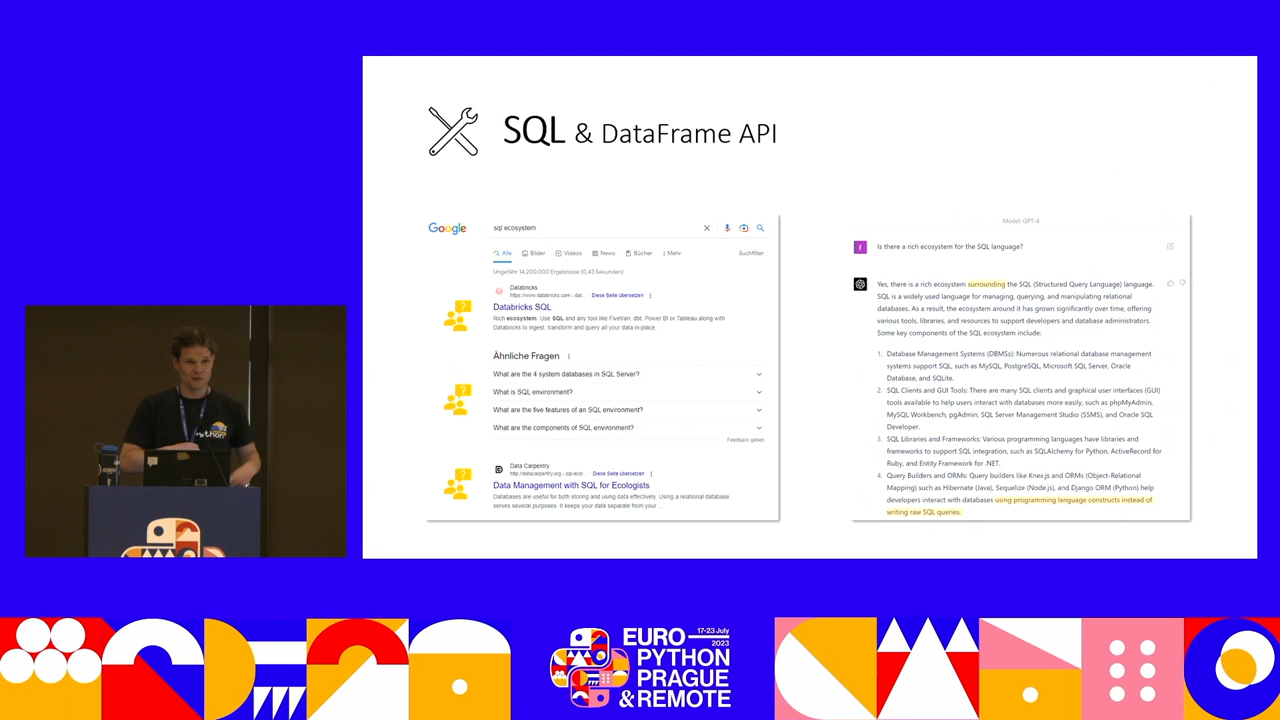 SQL & DataFrame API
Google
sql ecosystem
Alle
Bilder
Videos
News
Bücher
Mehr
Suchfilter
Ungefähr 14.200.000 Ergebnisse (0,43 Sekunden)
Databricks
https://www.databricks.com › dat...
Diese Seite übersetzen
Databricks SQL
Rich ecosystem. Use SQL and any tool like Fivetran, dbt, Power BI or Tableau along with
Databricks to ingest, transform and query all your data in-place.
Ähnliche Fragen
What are the 4 system databases in SQL Server?
What is SQL environment?
What are the five features of an SQL environment?
What are the components of SQL environment?
Feedback geben
Data Carpentry
Diese Seite übersetzen
Data Management with SQL for Ecologists
Databases are useful for both storing and using data effectively. Using a relational database
serves several purposes. It keeps your data separate from your ...
Model: GPT-4
Is there a rich ecosystem for the SQL language?
Yes, there is a rich ecosystem surrounding the SQL (Structured Query Language) language.
SQL is a widely used language for managing, querying, and manipulating relational
databases. As a result, the ecosystem around it has grown significantly over time, offering
various tools, libraries, and resources to support developers and database administrators.
Some key components of the SQL ecosystem include:
1. Database Management Systems (DBMSs): Numerous relational database management
systems support SQL, such as MySQL, PostgreSQL, Microsoft SQL Server, Oracle
Database, and SQLite.
2. SQL Clients and GUI Tools: There are many SQL clients and graphical user interfaces (GUI)
tools available to help users interact with databases more easily, such as phpMyAdmin,
MySQL Workbench, pgAdmin, SQL Server Management Studio (SSMS), and Oracle SQL
Developer.
3. SQL Libraries and Frameworks: Various programming languages have libraries and
frameworks to support SQL integration, such as SQLAlchemy for Python, ActiveRecord for
Ruby, and Entity Framework for .NET.
4. Query Builders and ORMs: Query builders like Knex.js and ORMs (Object-Relational
Mapping) such as Hibernate (Java), Sequelize (Node.js), and Django ORM (Python) help
developers interact with databases using programming language constructs instead of
writing raw SQL queries.
17-23 July
2023
EURO
PYTHON
PRAGUE
& REMOTE